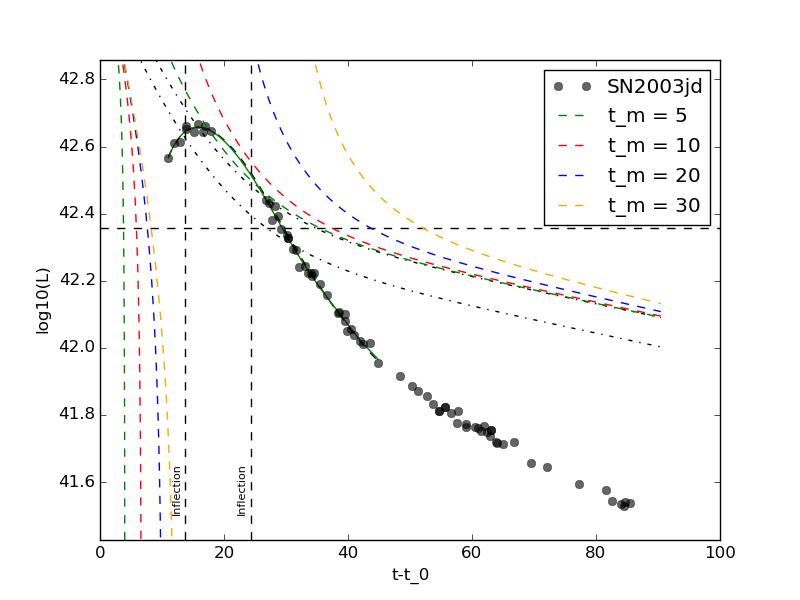 42.8
42.6
42.4
42.2
42.0
41.8
41.6
log10(L)
SN2003jd
t_m = 5
t_m = 10
t_m = 20
t_m = 30
Inflection
Inflection
0
20
40
60
80
100
t-t_0